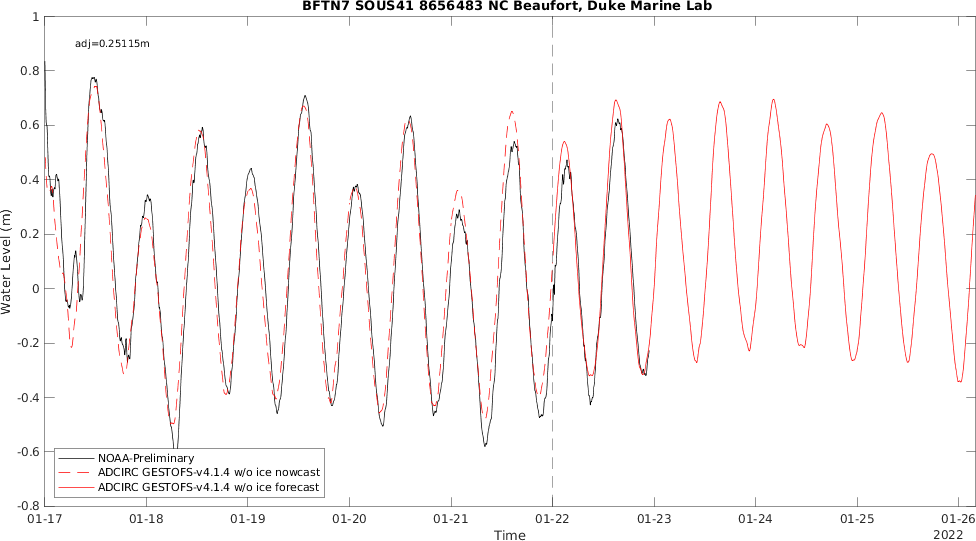 BFTN7 SOUS41 8656483 NC Beaufort, Duke Marine Lab
adj=0.25115m
1
0.8
0.6
0.4
0.2
0
-0.2
-0.4
-0.6
-0.8
Water Level (m)
NOAA-Preliminary
ADCIRC GESTOFS-v4.1.4 w/o ice nowcast
ADCIRC GESTOFS-v4.1.4 w/o ice forecast
01-17 01-18 01-19 01-20 01-21 01-22 01-23 01-24 01-25 01-26
Time
2022